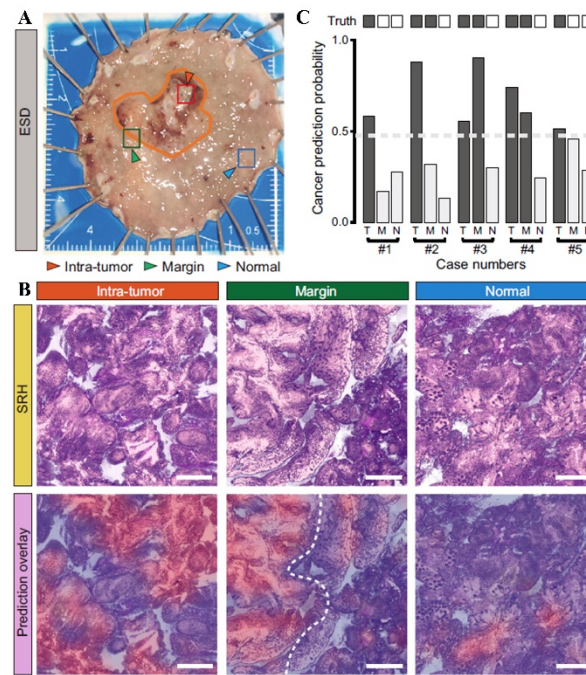 A
ESD
4
1
0.5
Intra-tumor
Margin
Normal
C
Truth
Cancer prediction probability
1.0
0.5
0.0
T M N T M N T M N T M N T M N
#1 #2 #3 #4 #5
Case numbers
B
Intra-tumor
Margin
Normal
SRH
Prediction overlay